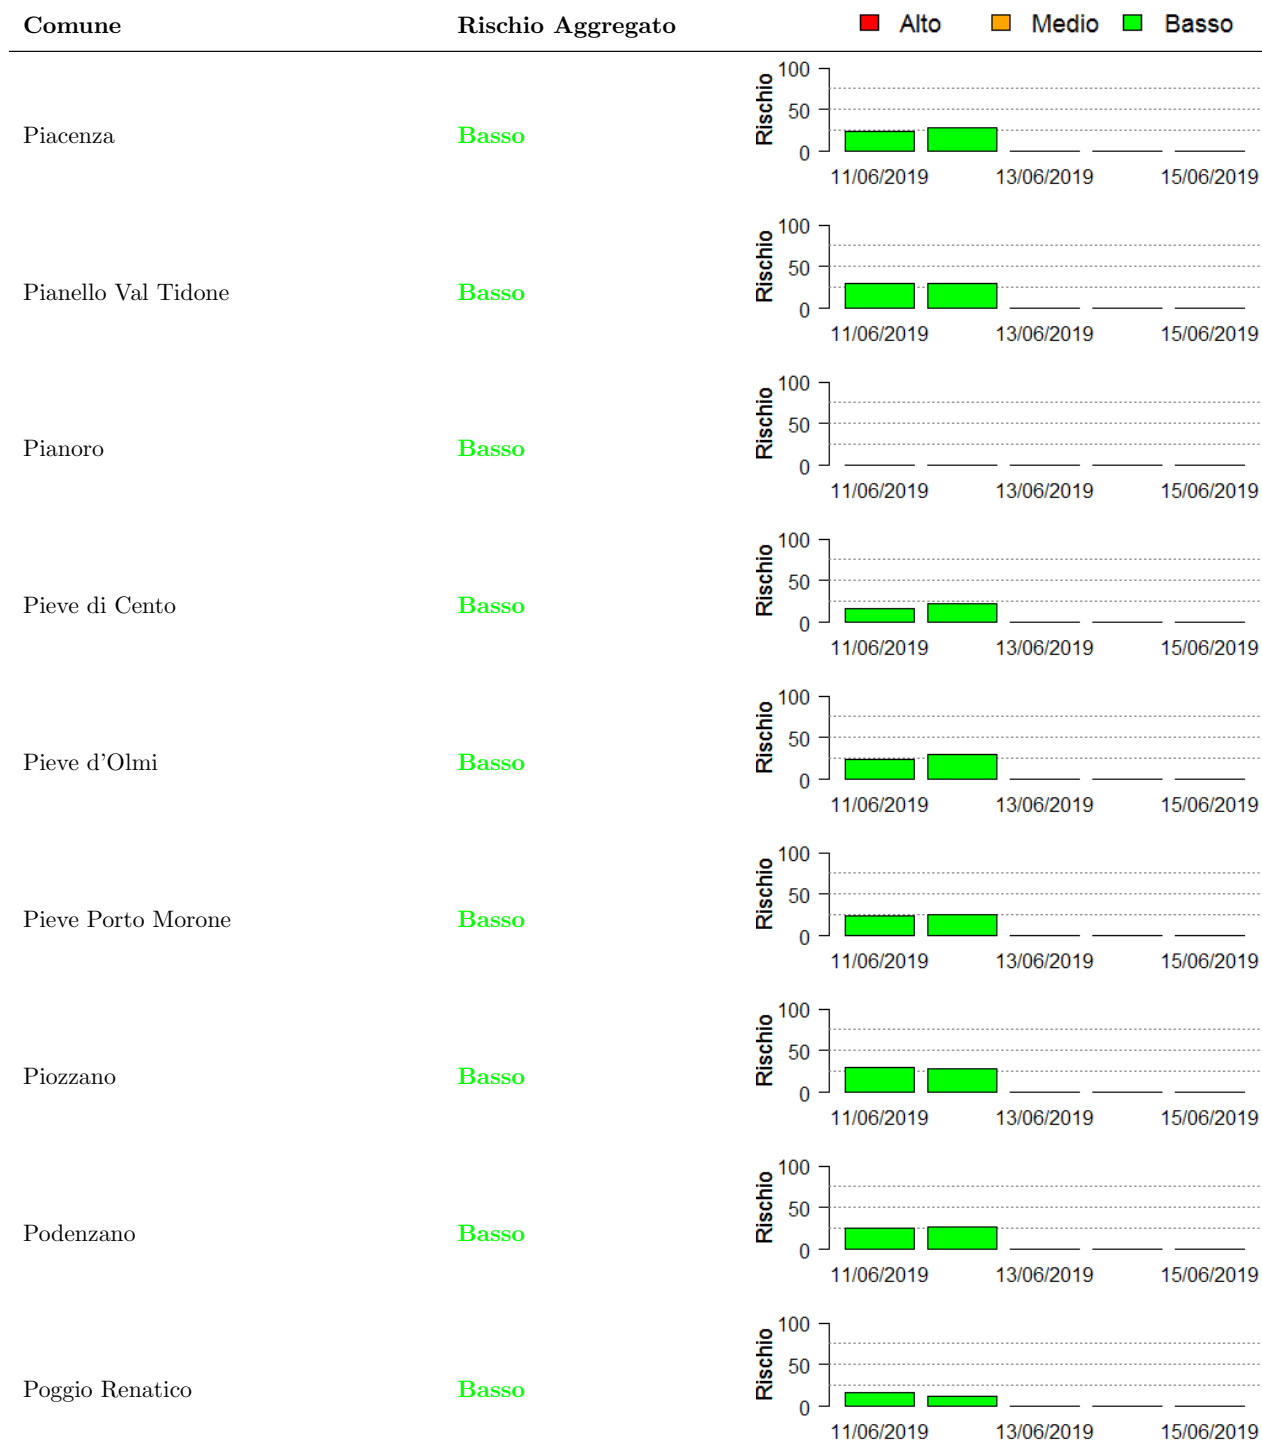 Comune Rischio Aggregato Alto Medio Basso
100
Rischio
50
Piacenza Basso
0
11/06/2019 13/06/2019 15/06/2019
100
Rischio
50
Pianello Val Tidone Basso
0
11/06/2019 13/06/2019 15/06/2019
100
Rischio
50
Pianoro Basso
0
11/06/2019 13/06/2019 15/06/2019
100
Rischio
50
Pieve di Cento Basso
0
11/06/2019 13/06/2019 15/06/2019
100
Rischio
50
Pieve d'Olmi Basso
0
11/06/2019 13/06/2019 15/06/2019
100
Rischio
50
Pieve Porto Morone Basso
0
11/06/2019 13/06/2019 15/06/2019
100
Rischio
50
Piozzano Basso
0
11/06/2019 13/06/2019 15/06/2019
100
Rischio
50
Podenzano Basso
0
11/06/2019 13/06/2019 15/06/2019
100
Rischio
50
Poggio Renatico Basso
0
11/06/2019 13/06/2019 15/06/2019